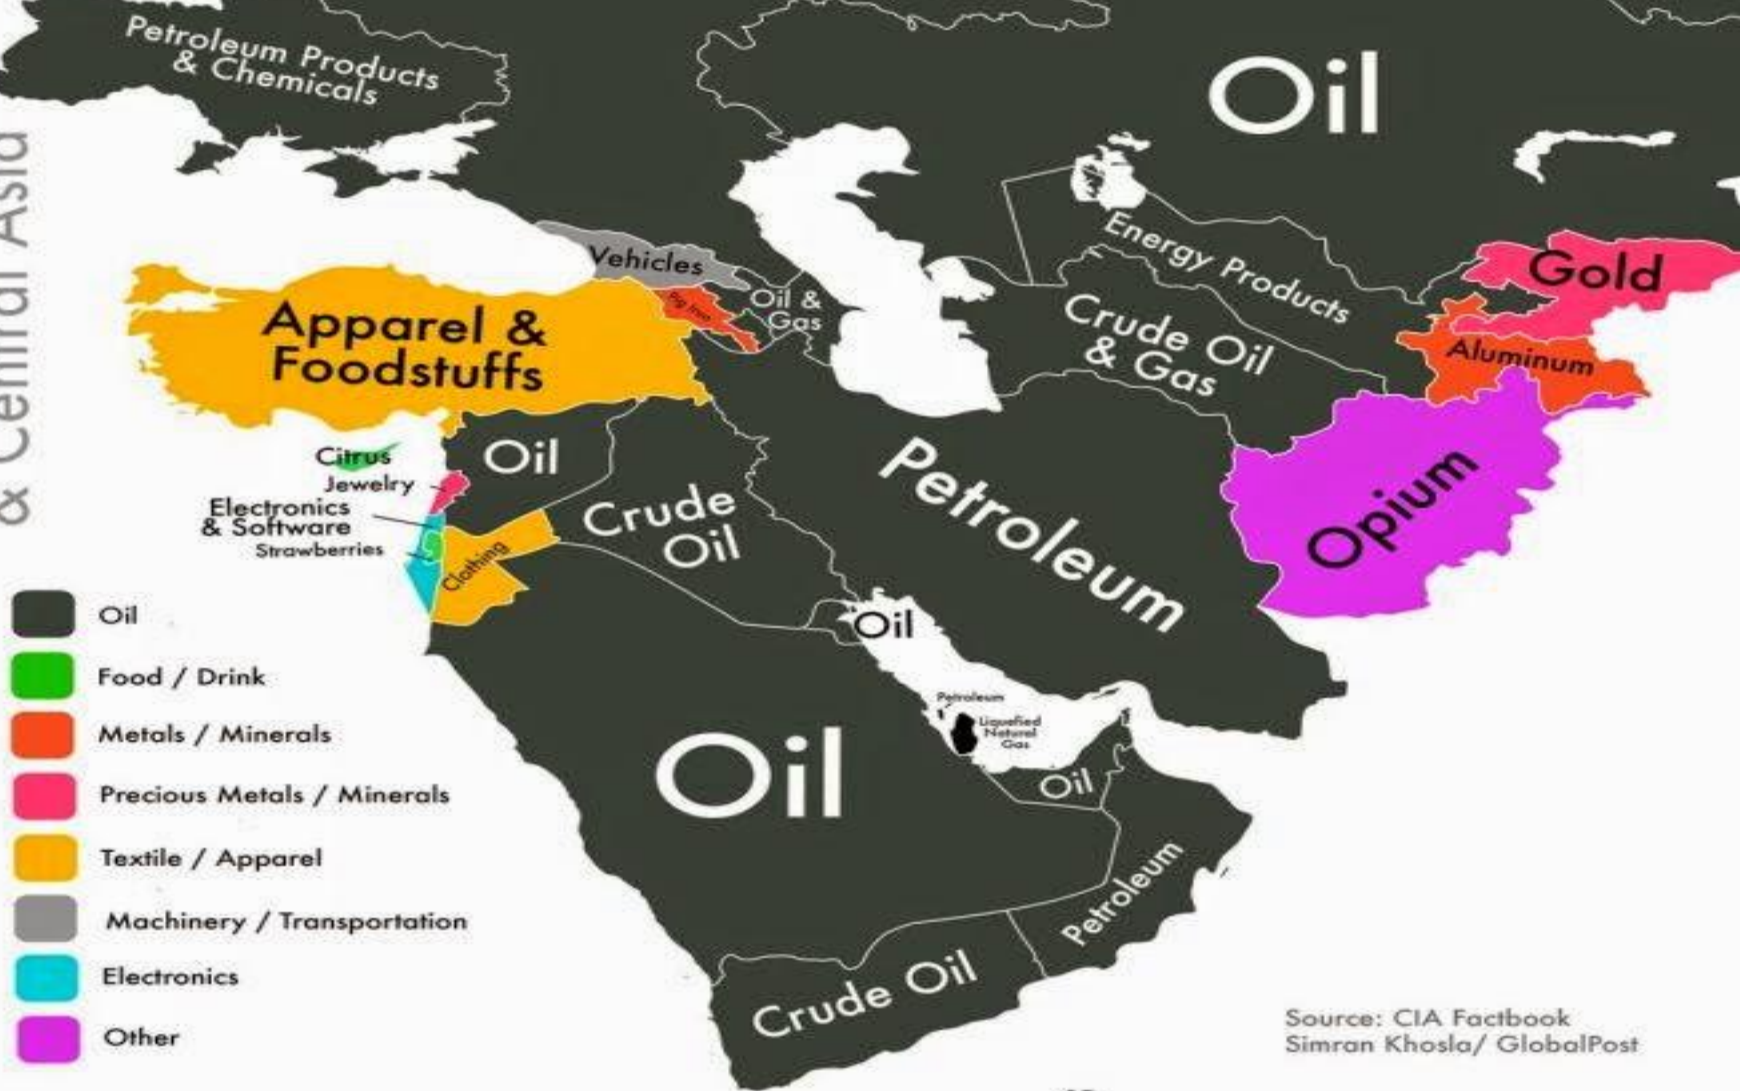 Petroleum Products
& Chemicals
Oil
& Central Asia
Vehicles
Energy Products
Gold
Pig Iron
Oil &
Gas
Apparel &
Foodstuffs
Crude Oil
& Gas
Aluminum
Citrus
Oil
Jewelry
Electronics
& Software
Strawberries
Clothing
Crude
Oil
Petroleum
Opium
Oil
Petroleum
Liquefied
Natural
Gas
Oil
Oil
Petroleum
Crude Oil
Oil
Food / Drink
Metals / Minerals
Precious Metals / Minerals
Textile / Apparel
Machinery / Transportation
Electronics
Other
Source: CIA Factbook
Simran Khosla/ GlobalPost